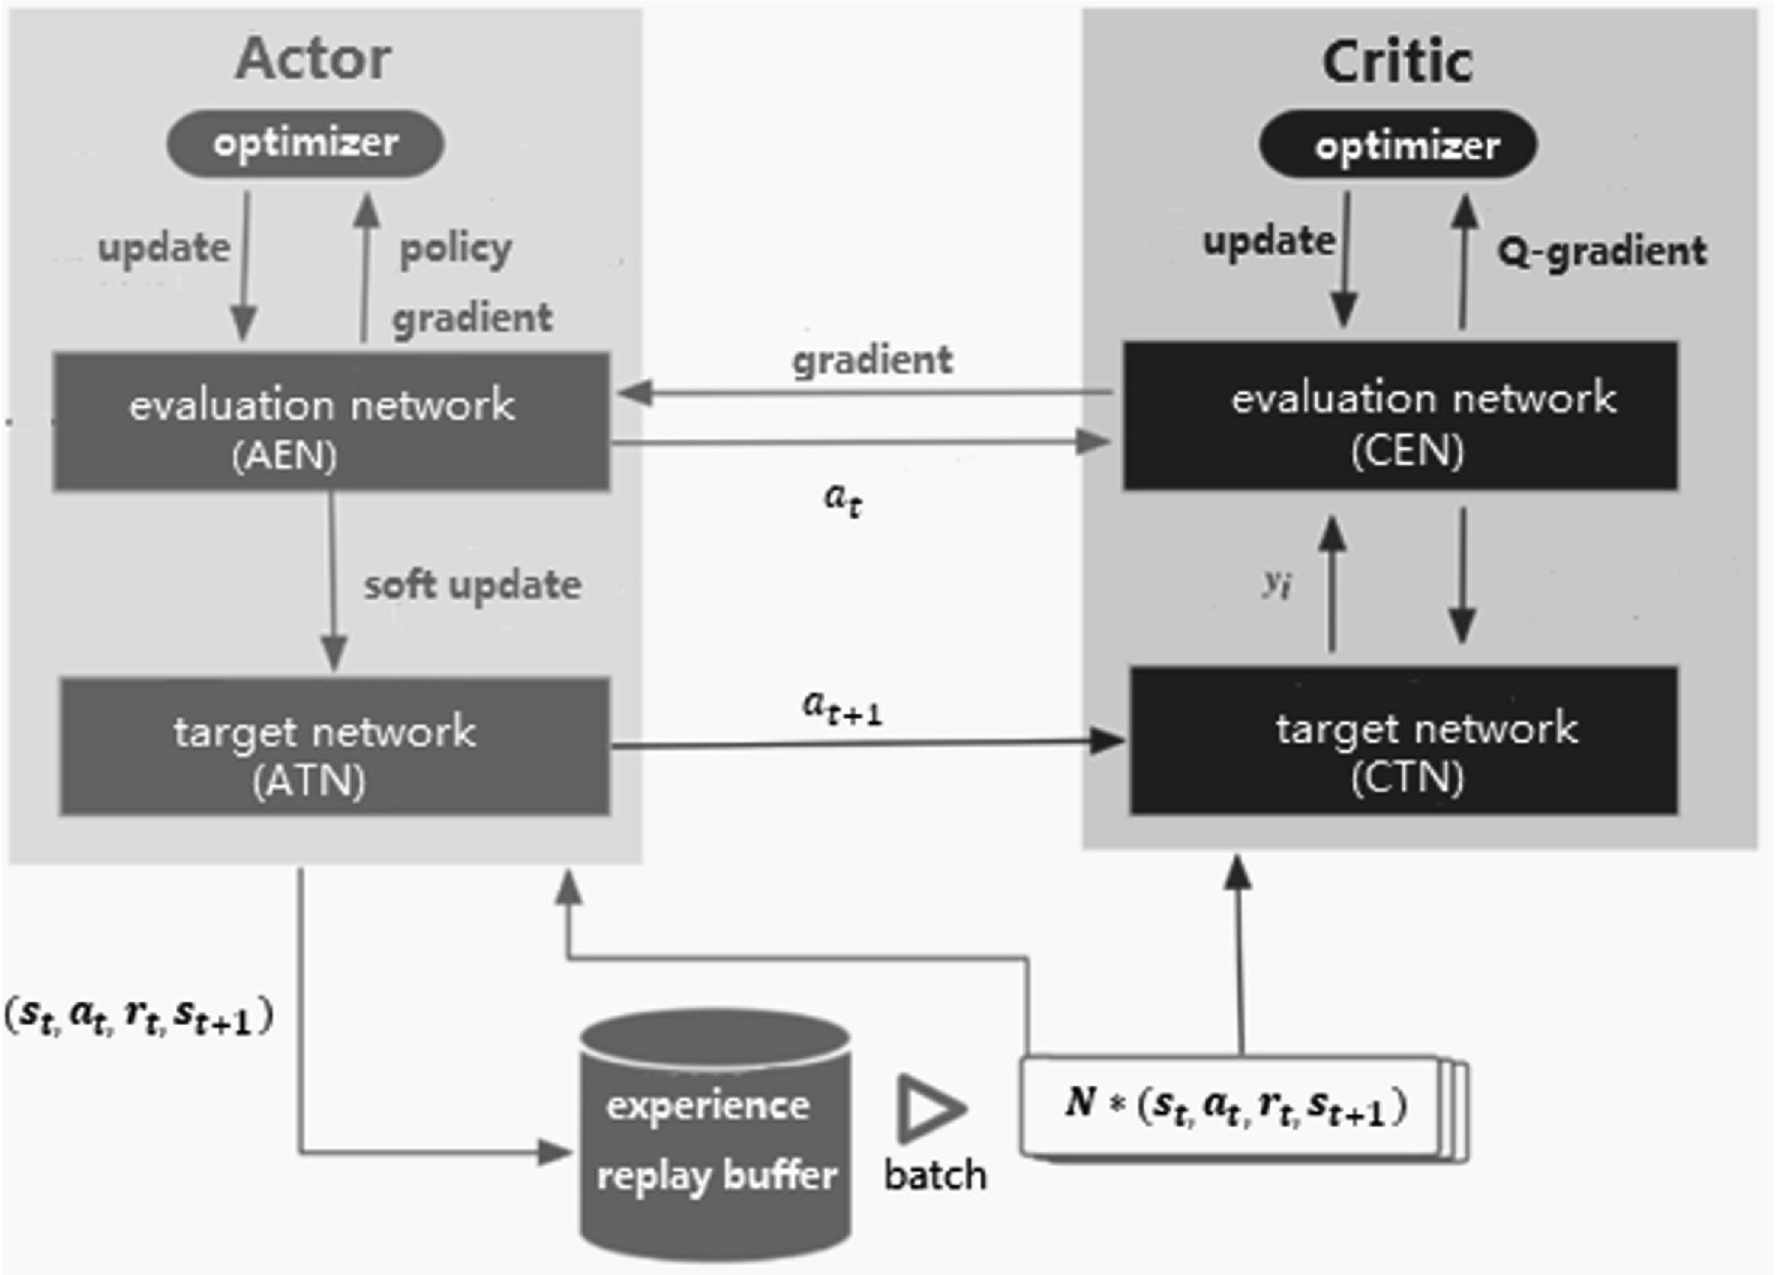 Actor
optimizer
update
policy
gradient
evaluation network
(AEN)
soft update
target network
(ATN)
gradient
a_t
a_{t+1}
Critic
optimizer
update
Q-gradient
evaluation network
(CEN)
y_i
target network
(CTN)
(s_t, a_t, r_t, s_{t+1})
experience
replay buffer
batch
N * (s_t, a_t, r_t, s_{t+1})